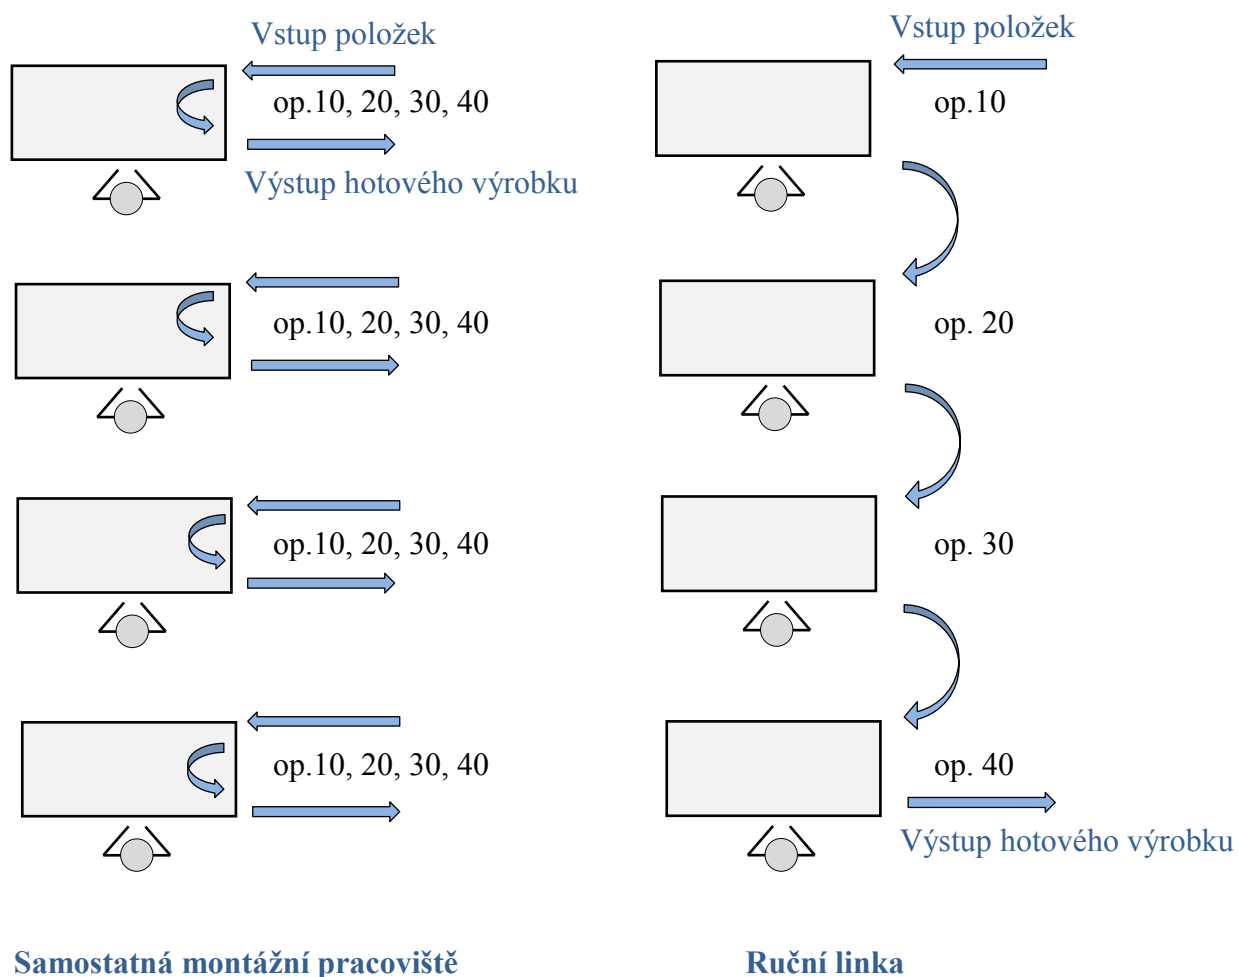 Vstup položek
op.10, 20, 30, 40
Výstup hotového výrobku
op.10, 20, 30, 40
op.10, 20, 30, 40
op.10, 20, 30, 40
Samostatná montážní pracoviště
Vstup položek
op.10
op. 20
op. 30
op. 40
Výstup hotového výrobku
Ruční linka